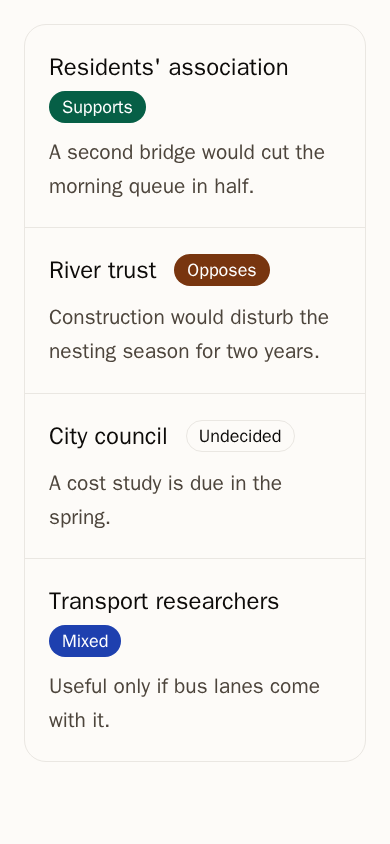 Residents' association
Supports
A second bridge would cut the
morning queue in half.
River trust Opposes
Construction would disturb the
nesting season for two years.
City council Undecided
A cost study is due in the
spring.
Transport researchers
Mixed
Useful only if bus lanes come
with it.